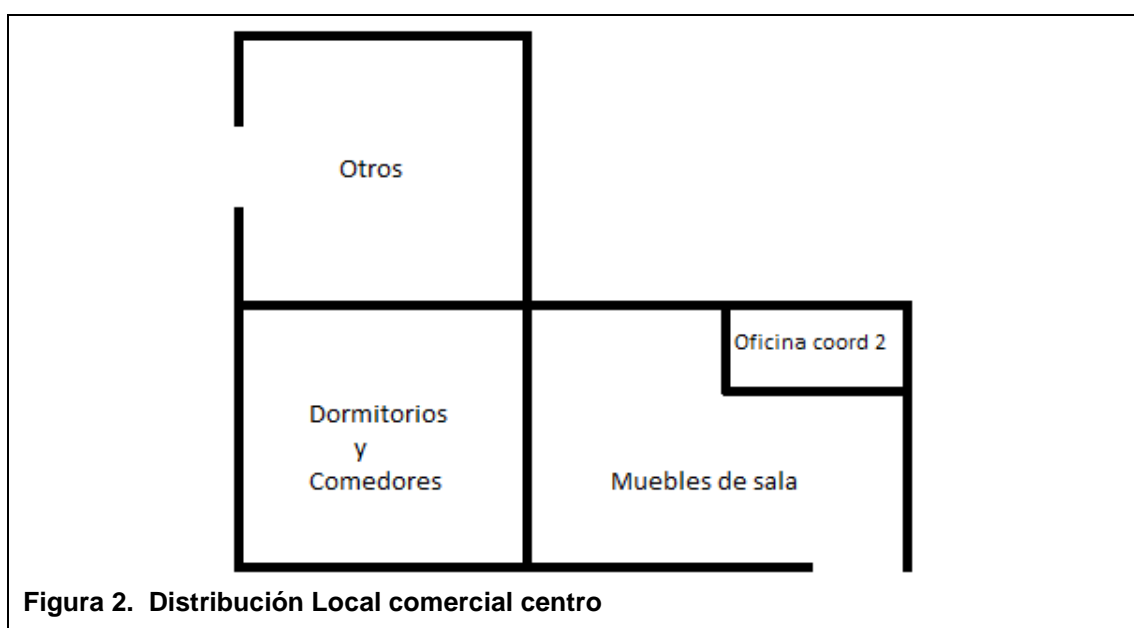 Otros
Oficina coord 2
Dormitorios
y
Comedores
Muebles de sala
Figura 2. Distribución Local comercial centro